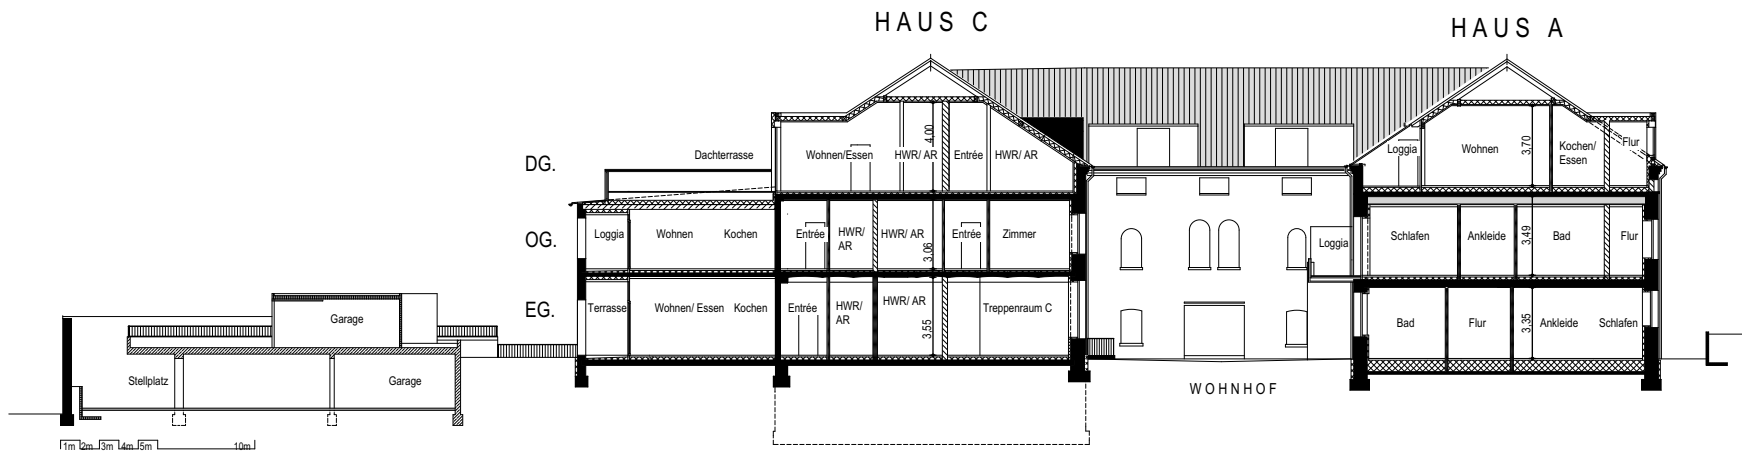 HAUS C
HAUS A
DG.
Dachterrasse
Wohnen/Essen
4,00
HWR/ AR
Entrée
HWR/ AR
Loggia
Wohnen
3,70
Kochen/
Essen
Flur
OG.
Loggia
Wohnen
Kochen
Entrée
HWR/
AR
HWR/ AR
3,06
Entrée
Zimmer
Loggia
Schlafen
Ankleide
3,49
Bad
Flur
EG.
Terrasse
Wohnen/ Essen
Kochen
Entrée
HWR/
AR
HWR/ AR
3,55
Treppenraum C
Bad
Flur
3,35
Ankleide
Schlafen
Garage
Stellplatz
Garage
WOHNHOF
1m 2m 3m 4m 5m 10m